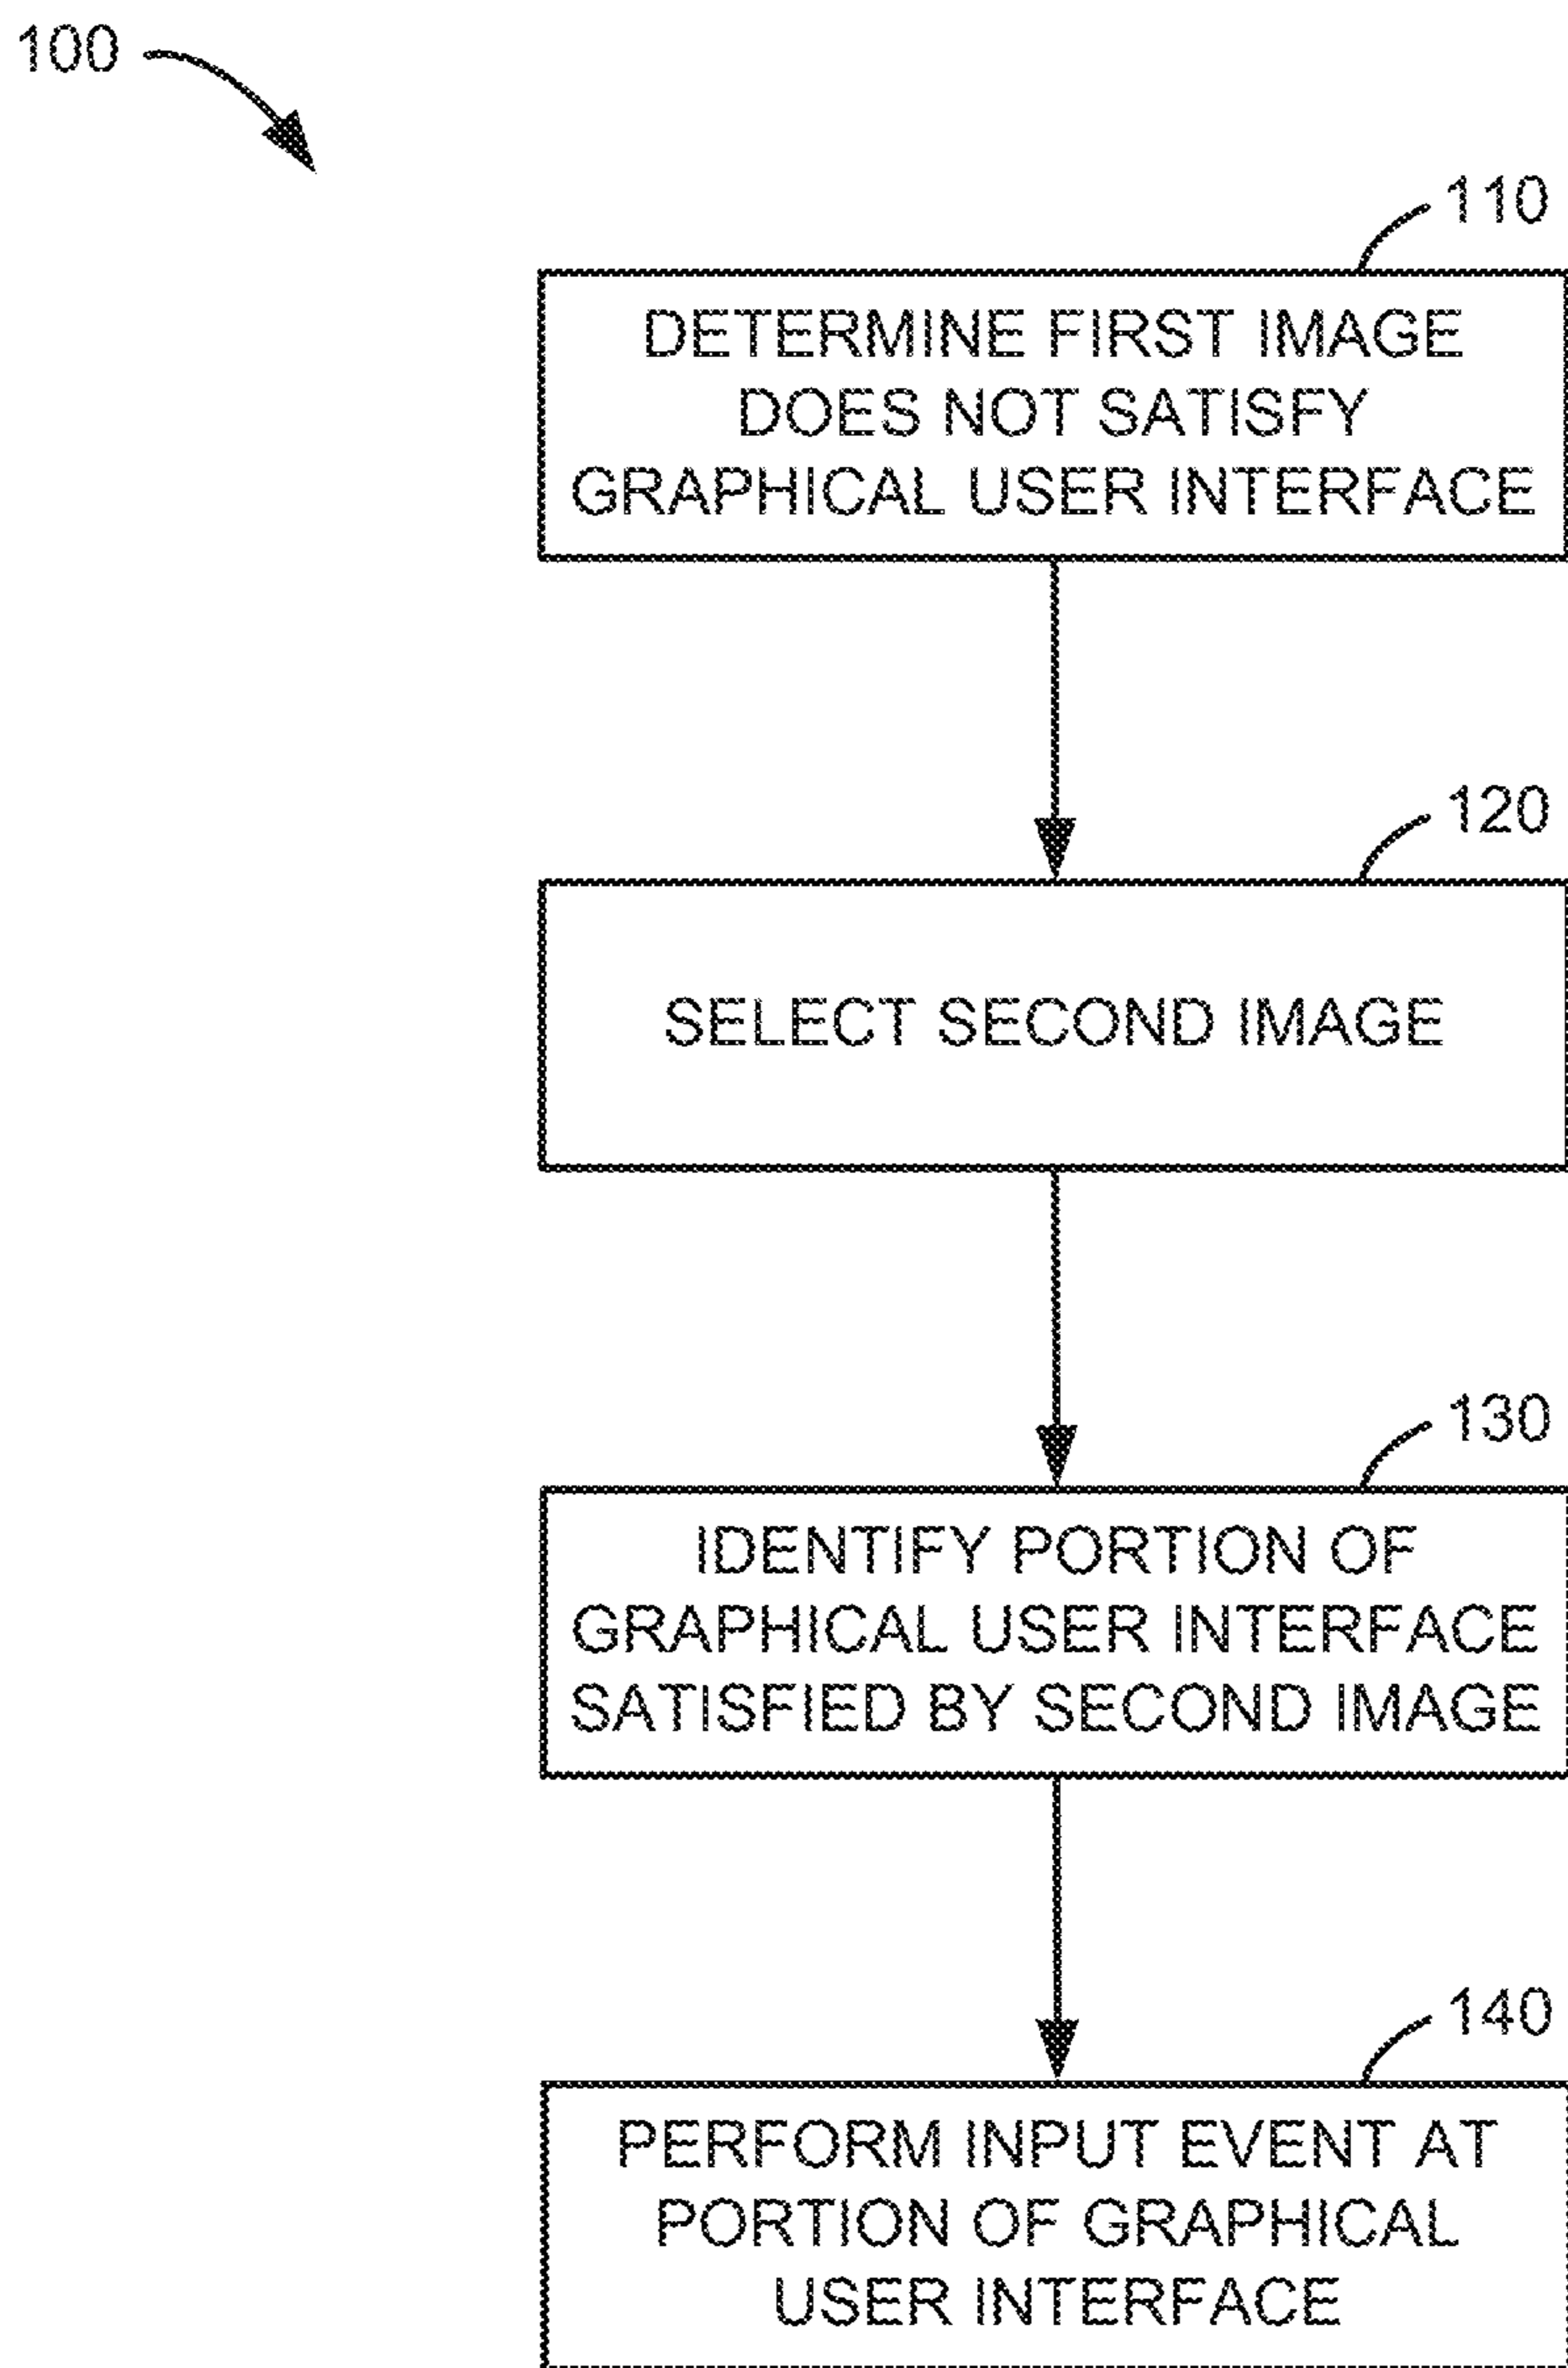 100
110
DETERMINE FIRST IMAGE
DOES NOT SATISFY
GRAPHICAL USER INTERFACE
120
SELECT SECOND IMAGE
130
IDENTIFY PORTION OF
GRAPHICAL USER INTERFACE
SATISFIED BY SECOND IMAGE
140
PERFORM INPUT EVENT AT
PORTION OF GRAPHICAL
USER INTERFACE